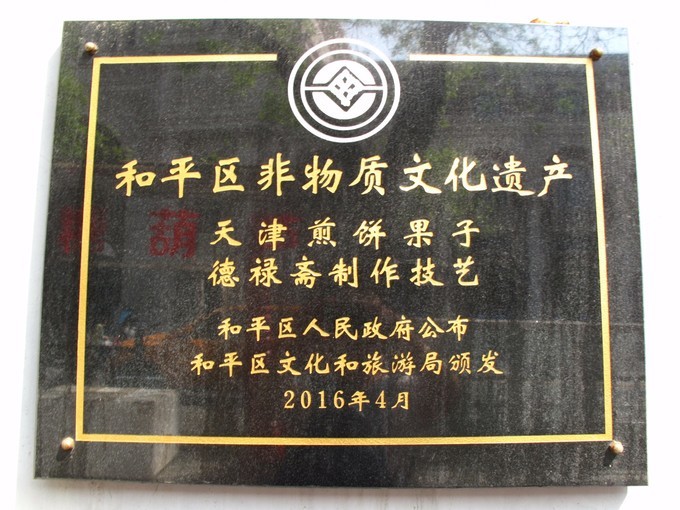 和平区非物质文化遗产
天津煎饼果子
德禄斋制作技艺
和平区人民政府公布
和平区文化和旅游局颁发
2016年4月